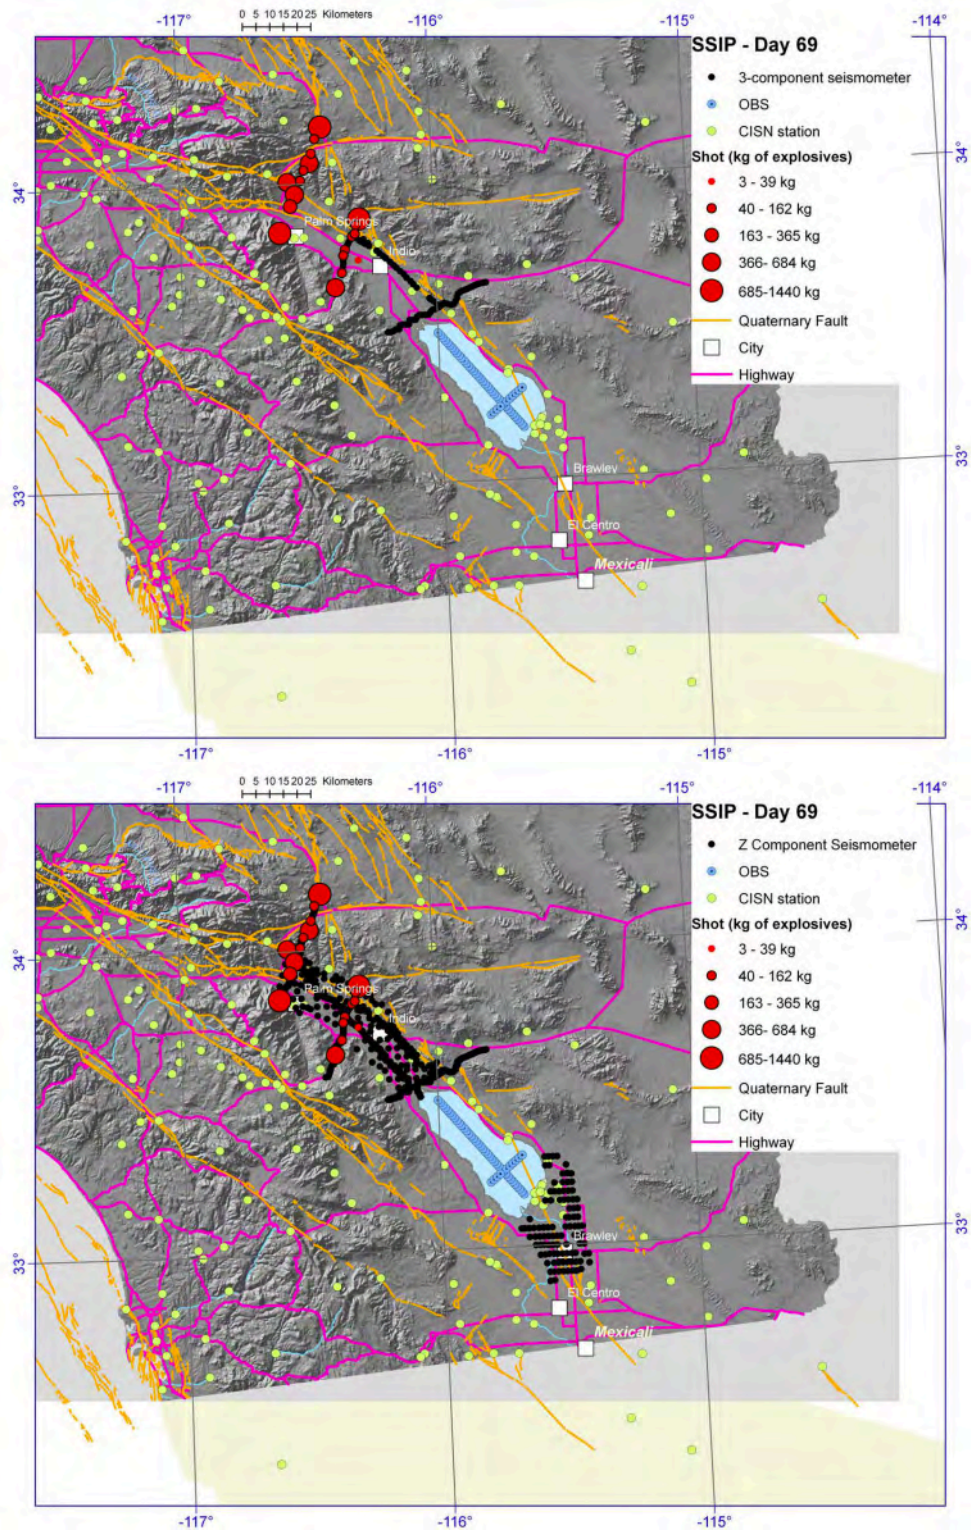 -117°
0 5 10 15 20 25 Kilometers
-116°
-115°
-114°
SSIP - Day 69
3-component seismometer
OBS
CISN station
Shot (kg of explosives)
3 - 39 kg
40 - 162 kg
163 - 365 kg
366- 684 kg
685-1440 kg
Quaternary Fault
City
Highway
34°
34°
Palm Springs
Indio
33°
33°
Brawley
El Centro
Mexicali
-117°
-116°
-115°
0 5 10 15 20 25 Kilometers
-117°
-116°
-115°
-114°
SSIP - Day 69
Z Component Seismometer
OBS
CISN station
Shot (kg of explosives)
3 - 39 kg
40 - 162 kg
163 - 365 kg
366- 684 kg
685-1440 kg
Quaternary Fault
City
Highway
34°
34°
Palm Springs
Indio
33°
33°
Brawley
El Centro
Mexicali
-117°
-116°
-115°